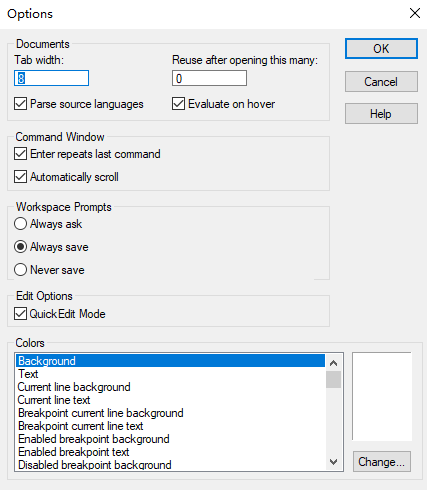 Options
Documents
Tab width:
Reuse after opening this many:
8
0
Parse source languages
Evaluate on hover
OK
Cancel
Help
Command Window
Enter repeats last command
Automatically scroll
Workspace Prompts
Always ask
Always save
Never save
Edit Options
QuickEdit Mode
Colors
Background
Text
Current line background
Current line text
Breakpoint current line background
Breakpoint current line text
Enabled breakpoint background
Enabled breakpoint text
Disabled breakpoint background
Change...